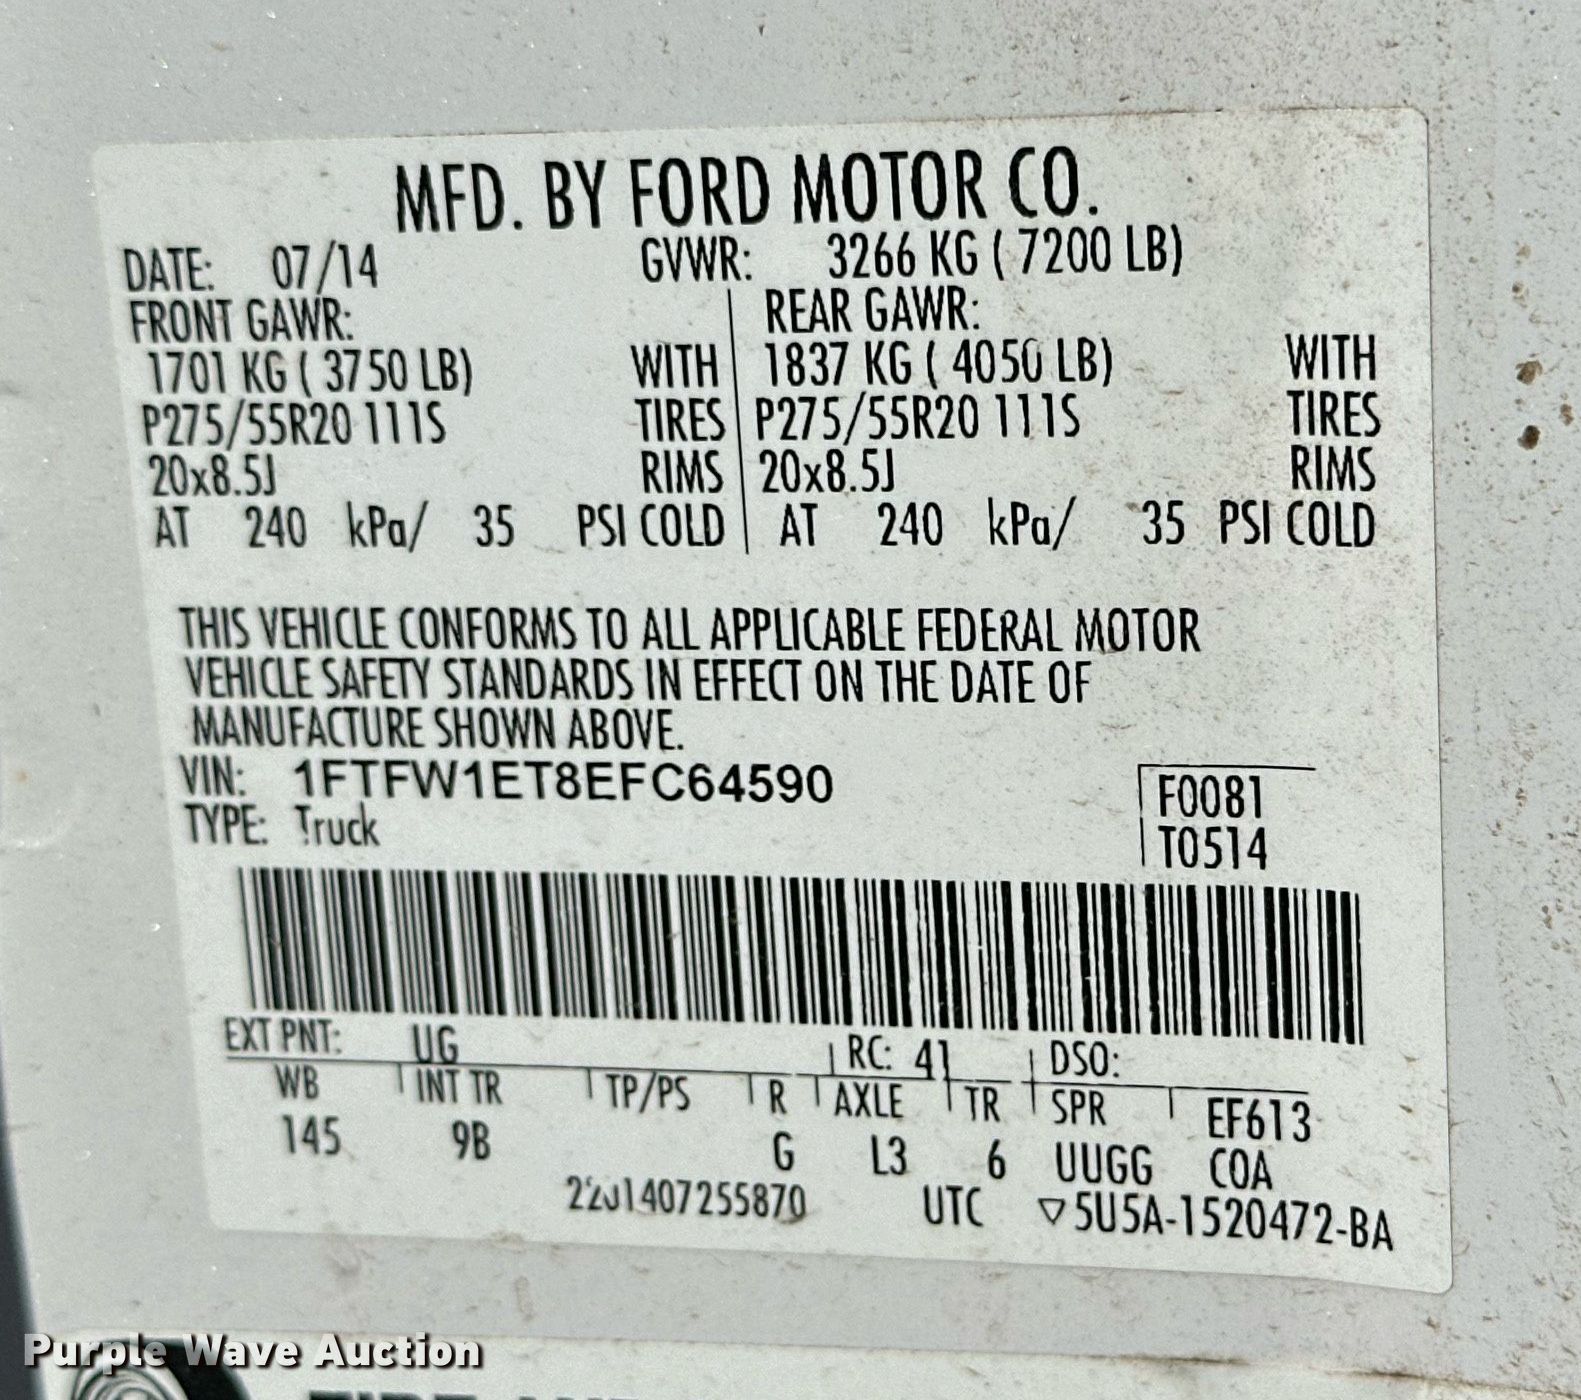 MFD. BY FORD MOTOR CO.
DATE: 07/14 GVWR: 3266 KG ( 7200 LB)
FRONT GAWR: REAR GAWR:
1701 KG ( 3750 LB) WITH 1837 KG ( 4050 LB) WITH
P275/55R20 111S TIRES P275/55R20 111S TIRES
20x8.5J RIMS 20x8.5J RIMS
AT 240 kPa/ 35 PSI COLD AT 240 kPa/ 35 PSI COLD
THIS VEHICLE CONFORMS TO ALL APPLICABLE FEDERAL MOTOR
VEHICLE SAFETY STANDARDS IN EFFECT ON THE DATE OF
MANUFACTURE SHOWN ABOVE.
VIN: 1FTFW1ET8EFC64590 F0081
TYPE: Truck T0514
EXT PNT: UG RC: 41 DSO:
WB INT TR TP/PS R AXLE TR SPR EF613
145 9B G L3 6 UUGG COA
UTC ▽5U5A-1520472-BA
Purple Wave Auction